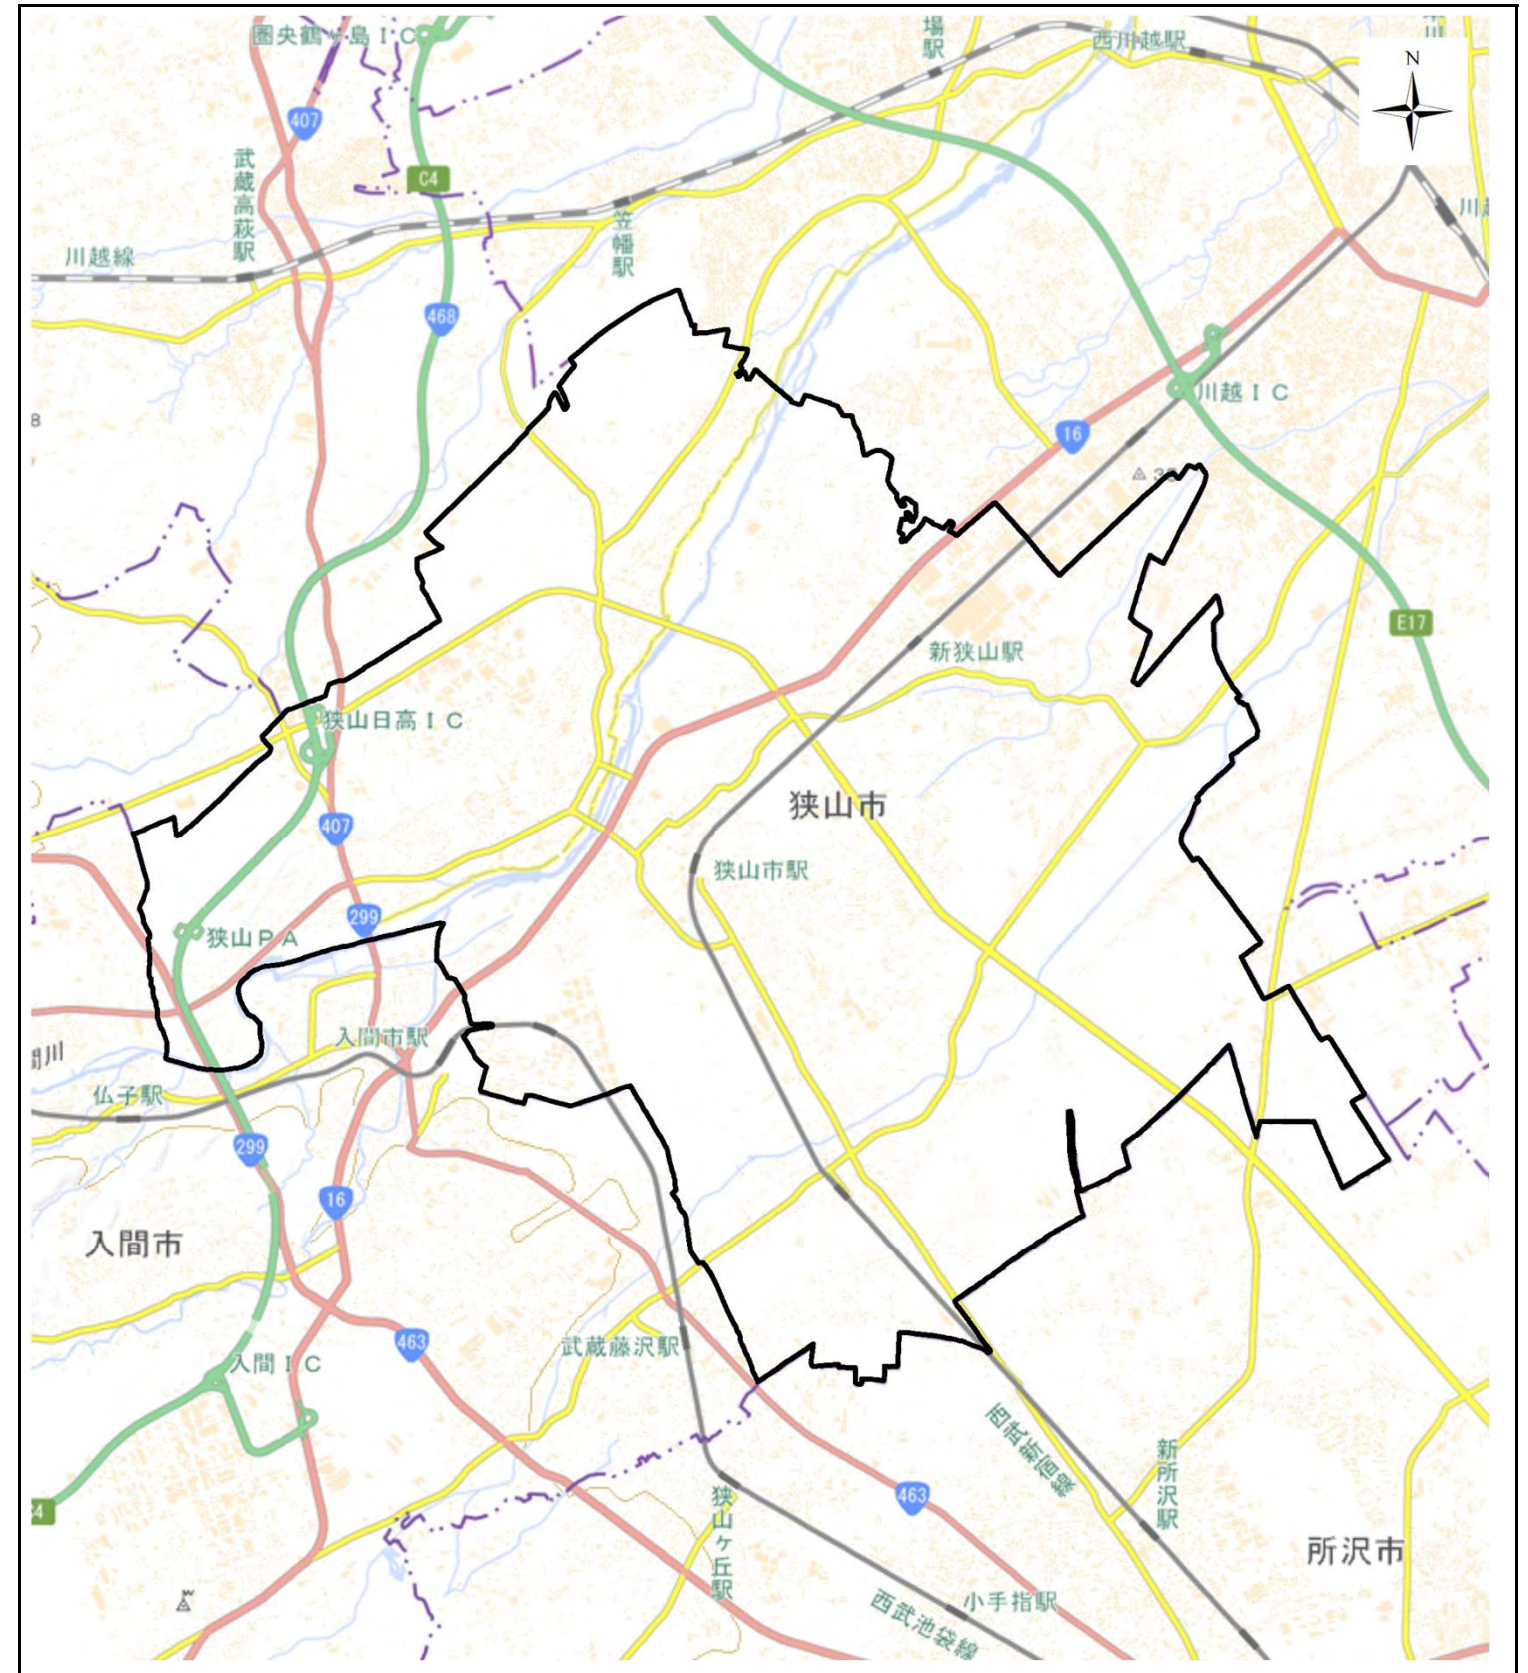 圏央鶴ヶ島IC
場駅
西川越駅
N
407
武蔵高萩駅
C4
笠幡駅
川越線
468
川越IC
16
E17
新狭山駅
狭山日高IC
狭山市
407
狭山市駅
299
狭山PA
入間市駅
仏子駅
299
16
入間市
463
武蔵藤沢駅
入間IC
西武新宿線
新所沢駅
463
狭山ヶ丘駅
所沢市
小手指駅
西武池袋線